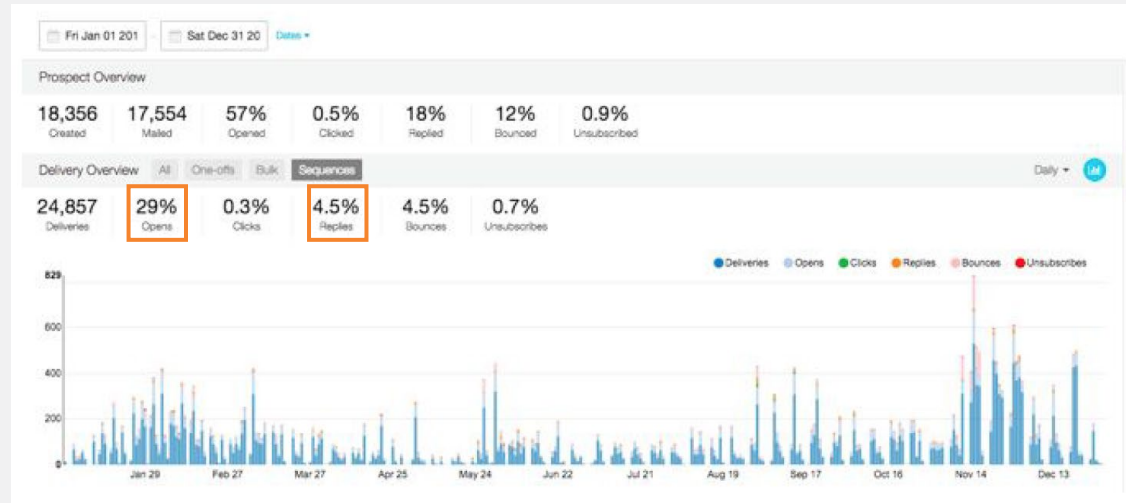 Fri Jan 01 201 - Sat Dec 31 20 Dates
Prospect Overview
18,356 17,554 57% 0.5% 18% 12% 0.9%
Created Mailed Opened Clicked Replied Bounced Unsubscribed
Delivery Overview All One-offs Bulk Sequences Daily
24,857 29% 0.3% 4.5% 4.5% 0.7%
Deliveries Opens Clicks Replies Bounces Unsubscribes
Deliveries Opens Clicks Replies Bounces Unsubscribes
829
600
400
200
0
Jan 29 Feb 27 Mar 27 Apr 25 May 24 Jun 22 Jul 21 Aug 19 Sep 17 Oct 16 Nov 14 Dec 13